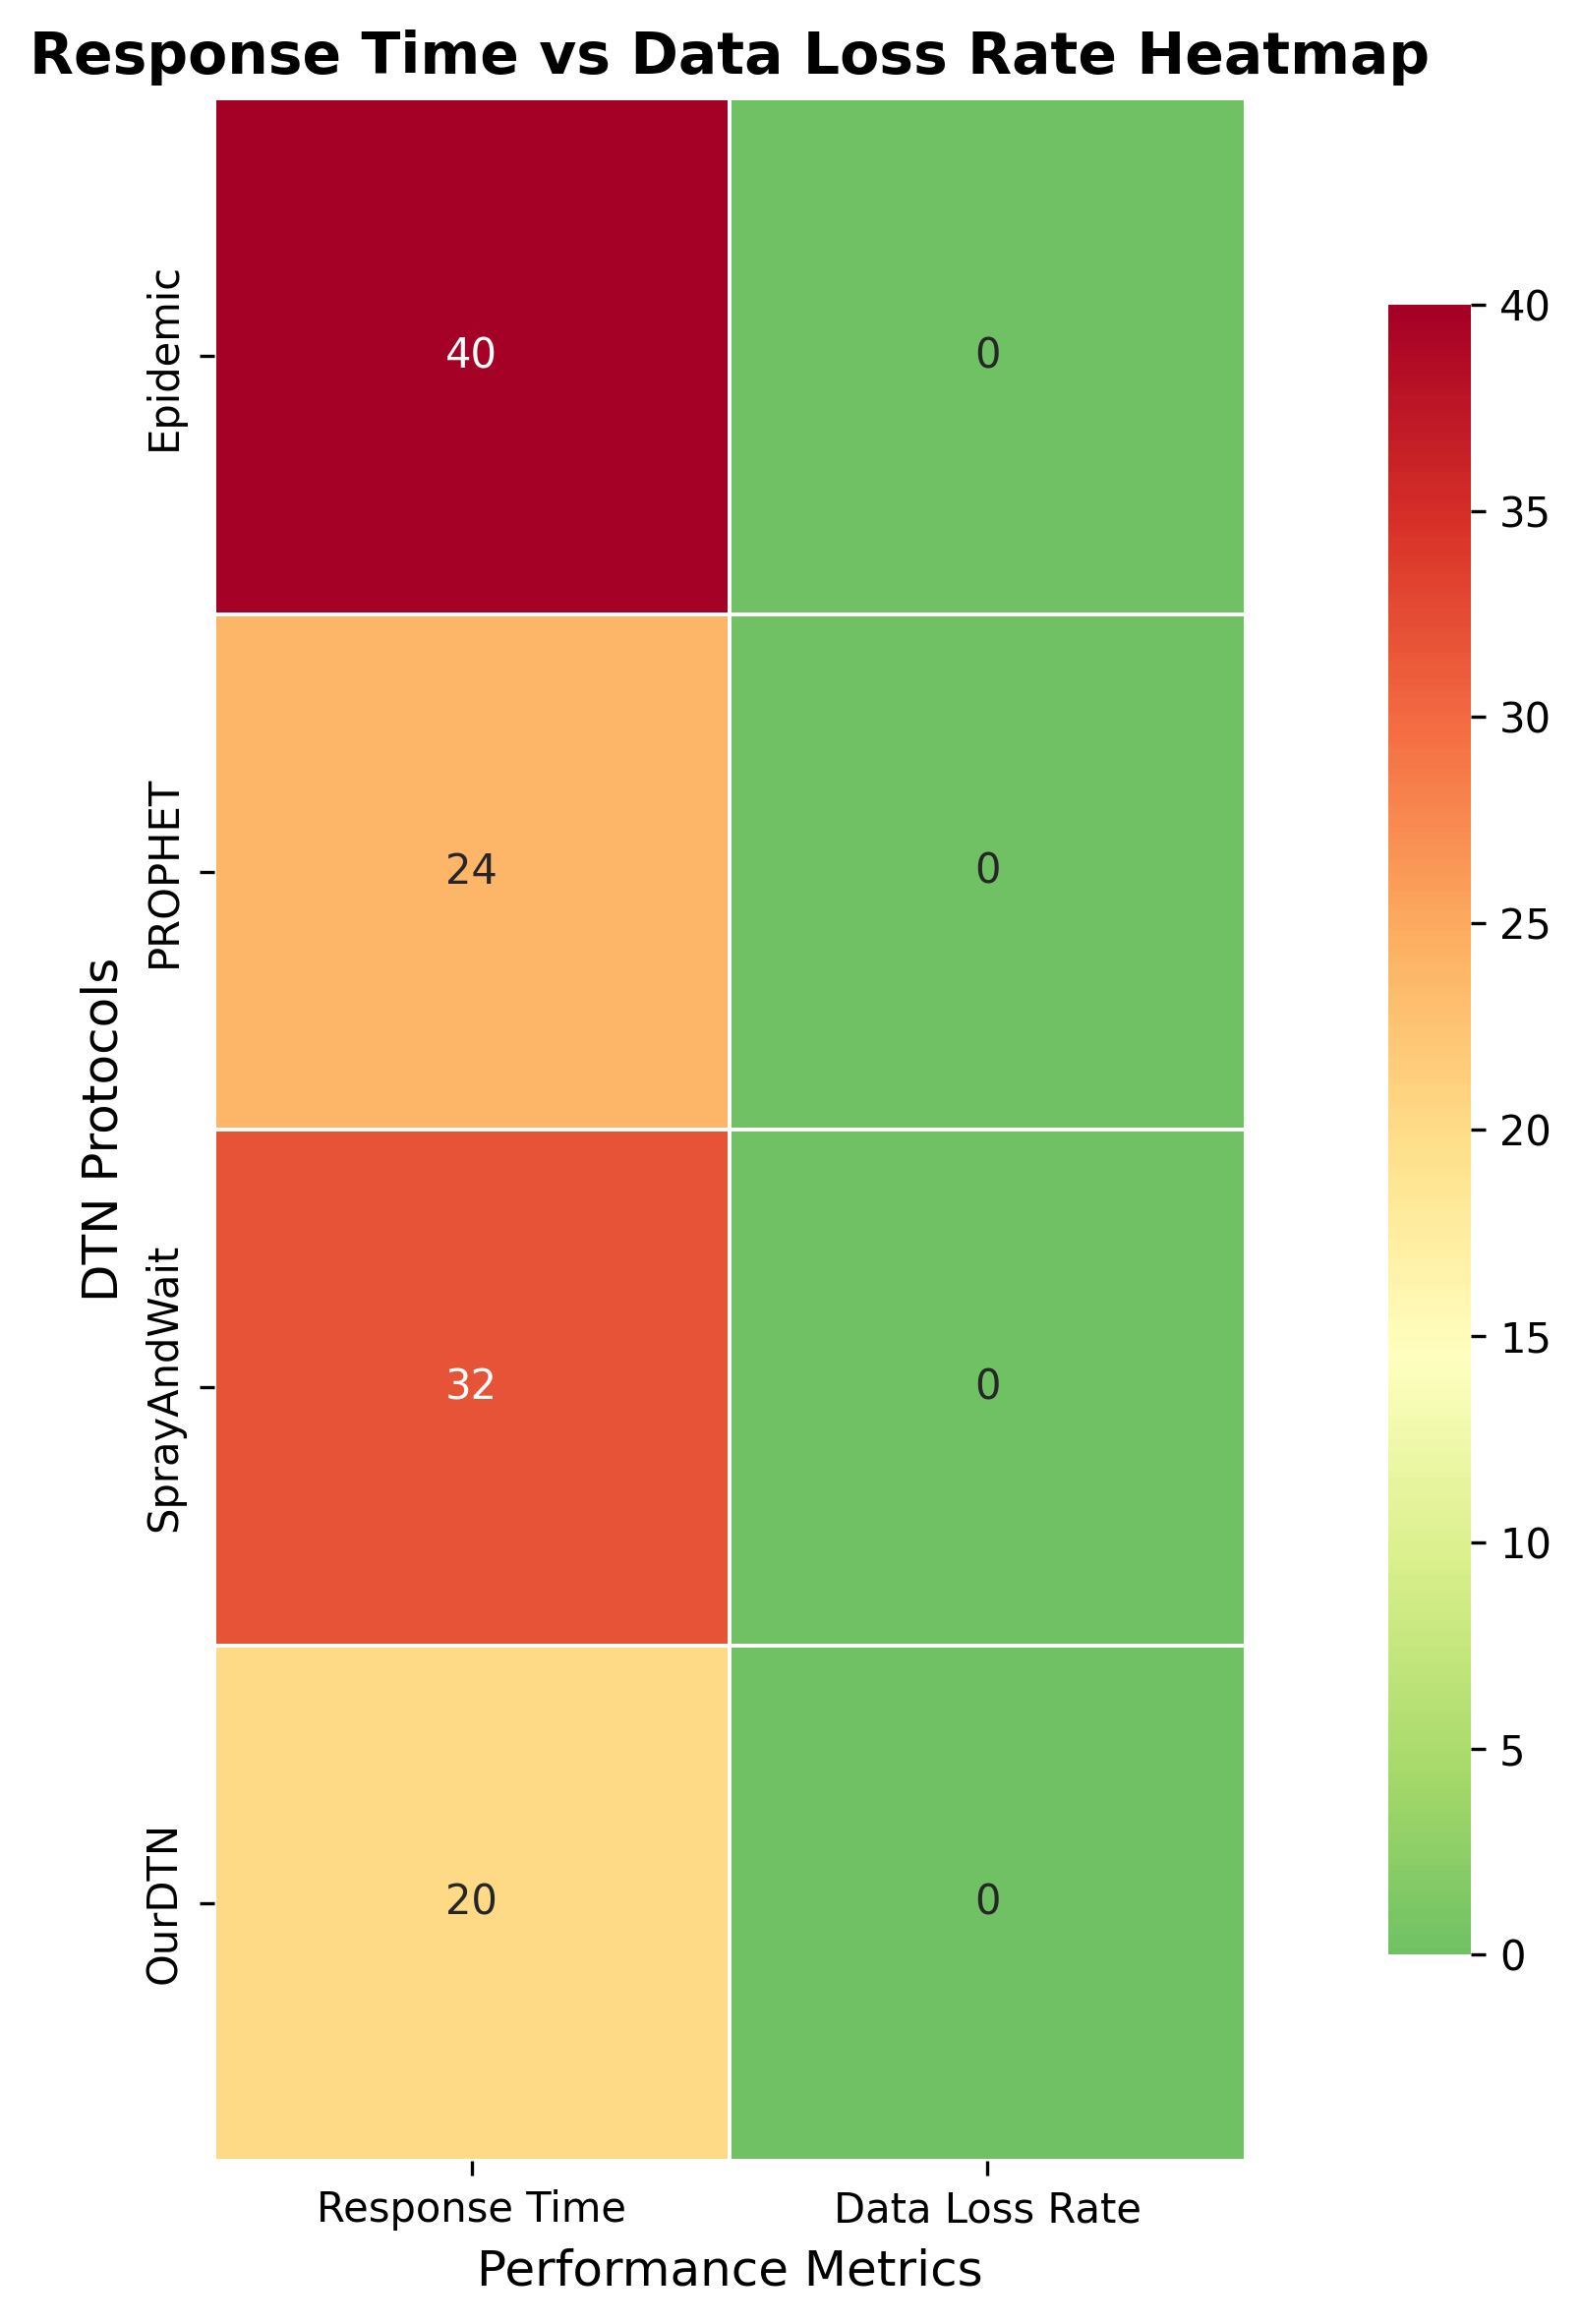 Response Time vs Data Loss Rate Heatmap
DTN Protocols
Epidemic
40
0
PROPHET
24
0
SprayAndWait
32
0
OurDTN
20
0
Response Time
Data Loss Rate
Performance Metrics
40
35
30
25
20
15
10
5
0